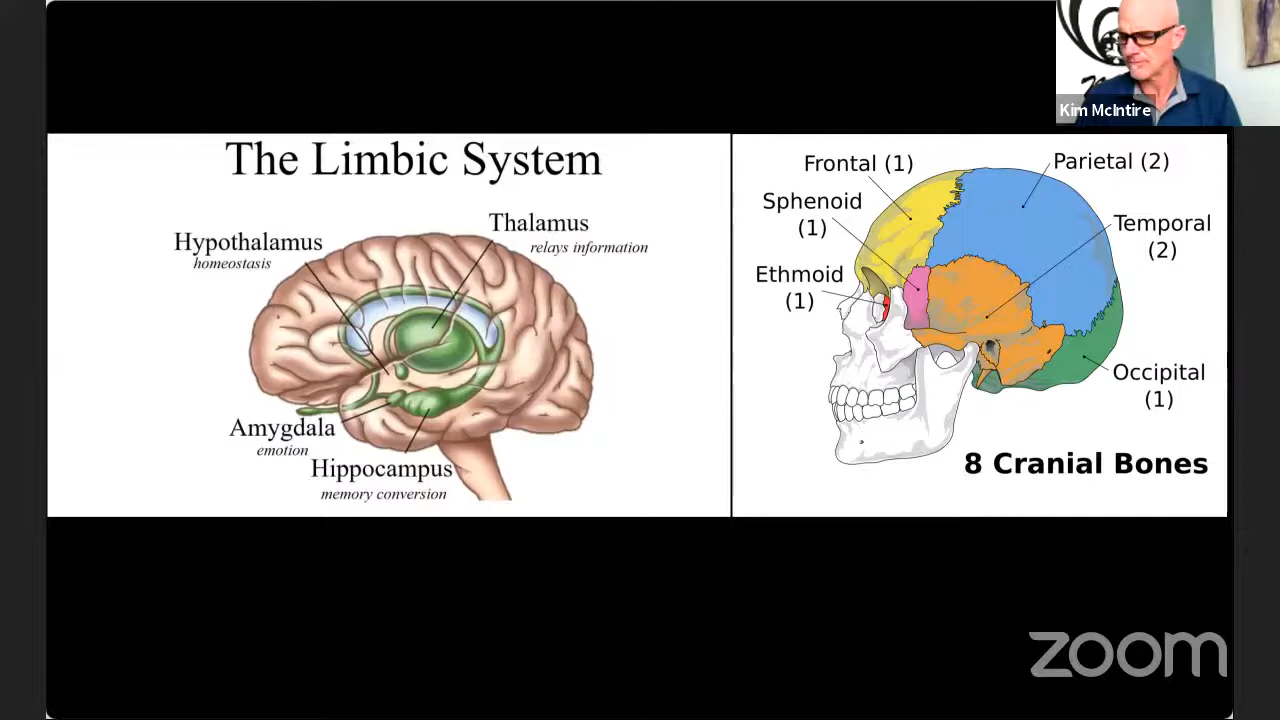 Kim McIntire
The Limbic System
Thalamus
relays information
Hypothalamus
homeostasis
Amygdala
emotion
Hippocampus
memory conversion
Frontal (1)
Parietal (2)
Sphenoid
(1)
Temporal
(2)
Ethmoid
(1)
Occipital
(1)
8 Cranial Bones
zoom